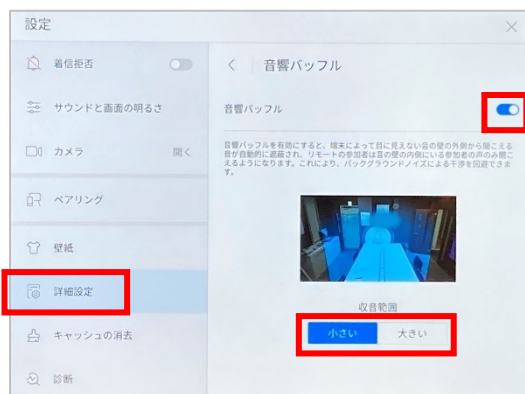 設定
着信拒否
サウンドと画面の明るさ
カメラ 開く
ペアリング
壁紙
詳細設定
キャッシュの消去
診断
音響バッフル
音響バッフル
音響バッフルを有効にすると、端末によって目に見えない音の壁の外側から聞こえる
音が自動的に遮蔽され、リモートの参加者は音の壁の内側にいる参加者の声のみ聞こ
えるようになります。これにより、バックグラウンドノイズによる干渉を回避できま
す。
収音範囲
小さい 大きい